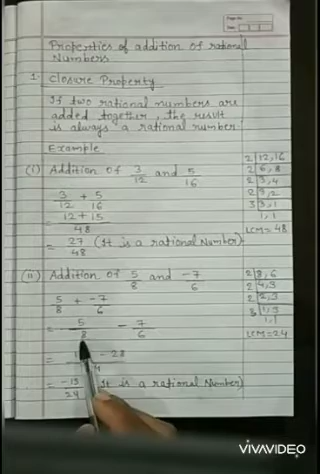 Page No.
Date
Properties of addition of rational
Numbers
1. Closure Property
If two rational numbers are
added together, the result
is always a rational number.
Example
(i) Addition of 3/12 and 5/16
3/12 + 5/16
= 12 + 15 / 48
= 27/48 (It is a rational Number)
2 | 12, 16
2 | 6, 8
2 | 3, 4
2 | 3, 2
3 | 3, 1
1, 1
LCM = 48
(ii) Addition of 5/8 and -7/6
5/8 + -7/6
= 5/8 - 7/6
= - 28
= -13/24 (It is a rational Number)
2 | 8, 6
2 | 4, 3
2 | 2, 3
3 | 1, 3
1, 1
LCM = 24
VIVAVIDEO